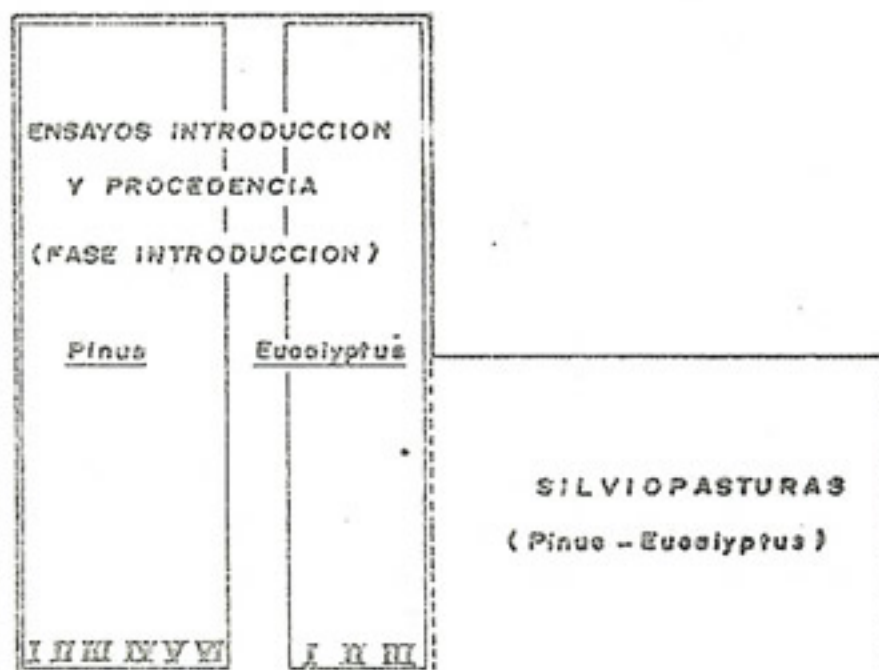 ENSAYOS INTRODUCCION
Y PROCEDENCIA
(FASE INTRODUCCION)
Pinus Eucalyptus
SILVIOPASTURAS
(Pinus - Eucalyptus)
I II III IV V VI I II III